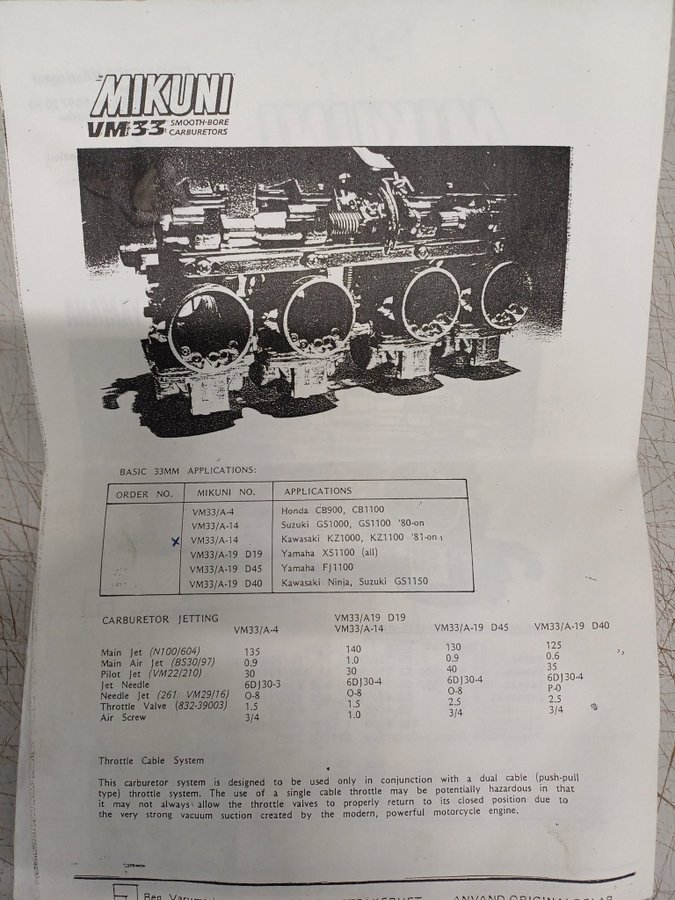 MIKUNI
VM33 SMOOTH-BORE
CARBURETORS
BASIC 33MM APPLICATIONS:
ORDER NO. MIKUNI NO. APPLICATIONS
VM33/A-4 Honda CB900, CB1100
VM33/A-14 Suzuki GS1000, GS1100 '80-on
x VM33/A-14 Kawasaki KZ1000, KZ1100 '81-on
VM33/A-19 D19 Yamaha XS1100 (all)
VM33/A-19 D45 Yamaha FJ1100
VM33/A-19 D40 Kawasaki Ninja, Suzuki GS1150
CARBURETOR JETTING VM33/A19 D19
VM33/A-4 VM33/A-14 VM33/A-19 D45 VM33/A-19 D40
Main Jet (N100/604) 135 140 130 125
Main Air Jet (BS30/97) 0.9 1.0 0.9 0.6
Pilot Jet (VM22/210) 30 30 40 35
Jet Needle 6DJ30-3 6DJ30-4 6DJ30-4 6DJ30-4
Needle Jet (261 VM29/16) O-8 O-8 O-8 P-0
Throttle Valve (832-39003) 1.5 1.5 2.5 2.5
Air Screw 3/4 1.0 3/4 3/4
Throttle Cable System
This carburetor system is designed to be used only in conjunction with a dual cable (push-pull
type) throttle system. The use of a single cable throttle may be potentially hazardous in that
it may not always allow the throttle valves to properly return to its closed position due to
the very strong vacuum suction created by the modern, powerful motorcycle engine.